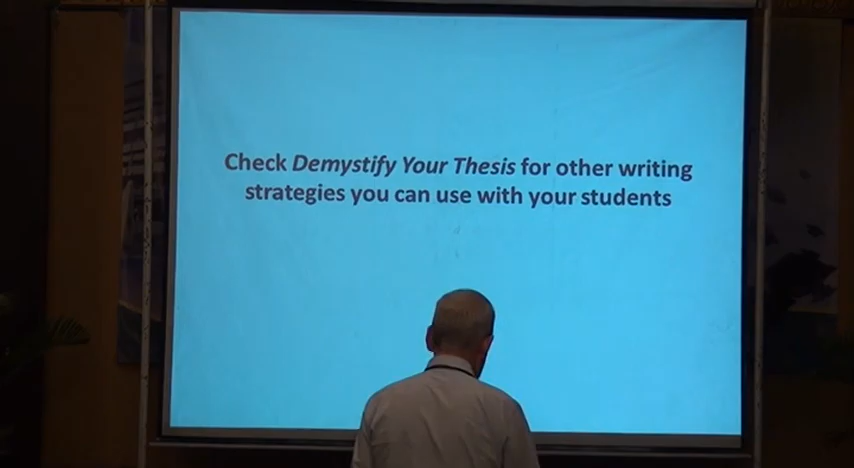 Check Demystify Your Thesis for other writing
strategies you can use with your students